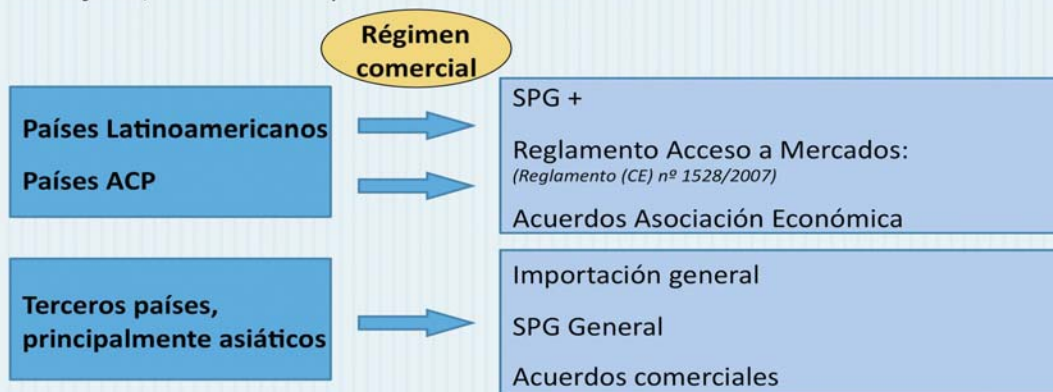 Régimen
comercial
Países Latinoamericanos
Países ACP
SPG +
Reglamento Acceso a Mercados:
(Reglamento (CE) nº 1528/2007)
Acuerdos Asociación Económica
Terceros países,
principalmente asiáticos
Importación general
SPG General
Acuerdos comerciales